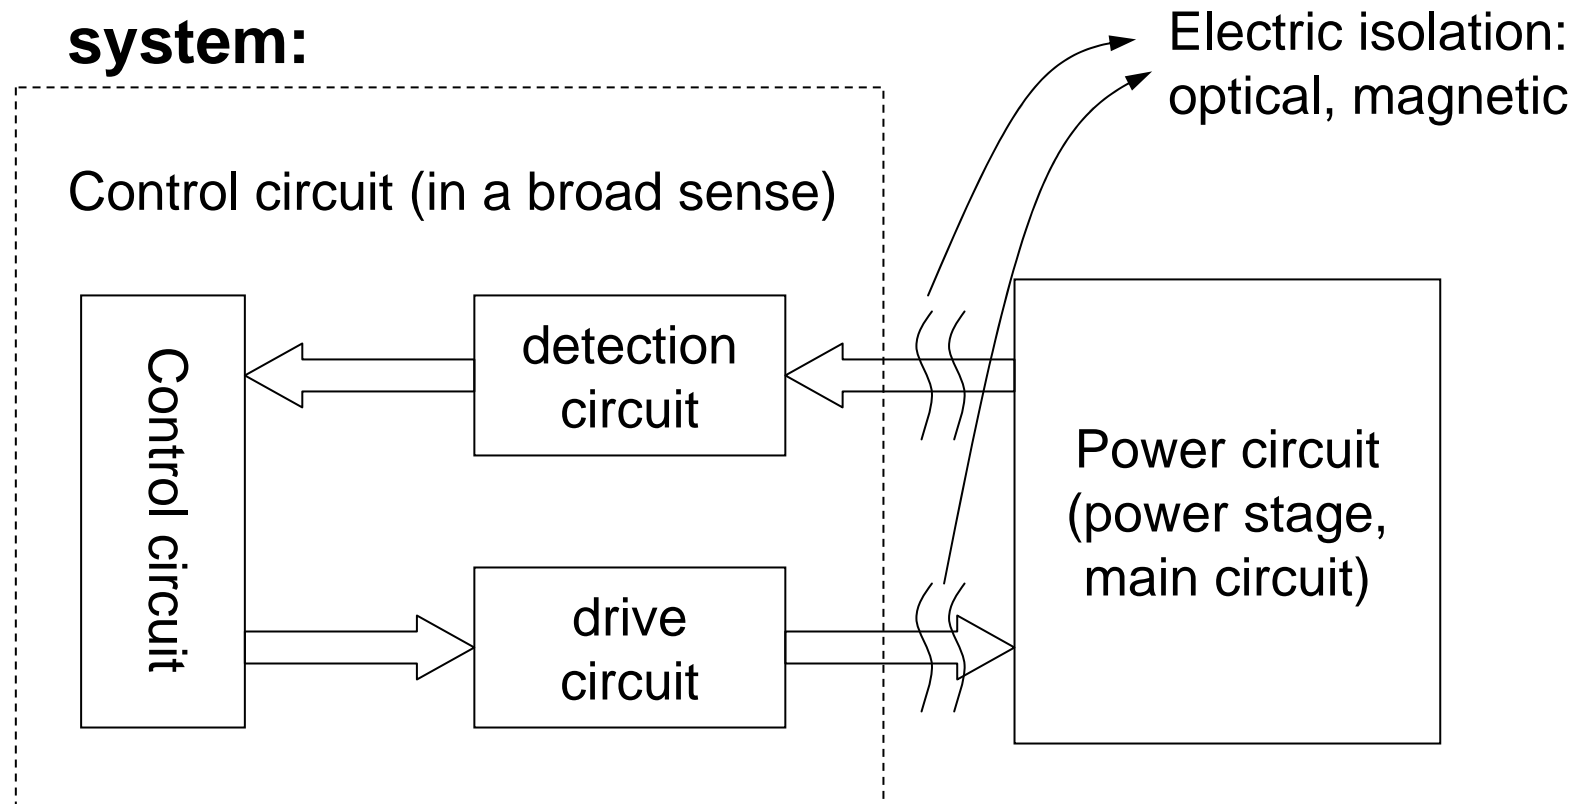 system:
Electric isolation:
optical, magnetic
Control circuit (in a broad sense)
Control circuit
detection
circuit
drive
circuit
Power circuit
(power stage,
main circuit)